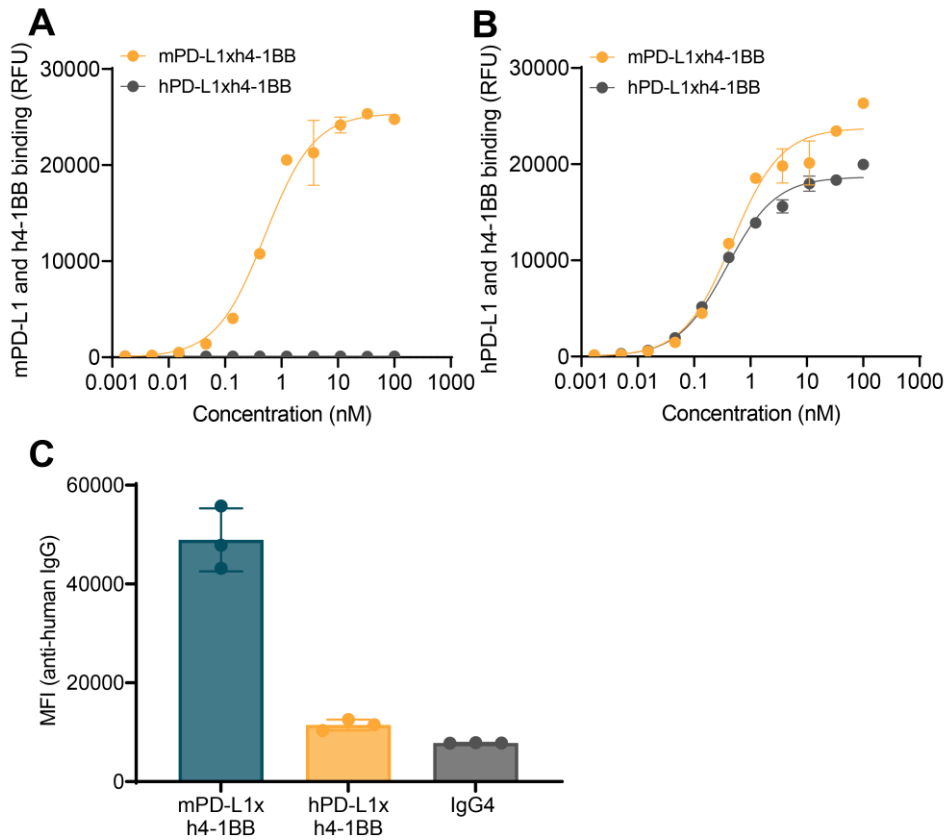 A
mPD-L1xh4-1BB
hPD-L1xh4-1BB
mPD-L1 and h4-1BB binding (RFU)
30000
20000
10000
0
0.001 0.01 0.1 1 10 100 1000
Concentration (nM)
B
mPD-L1xh4-1BB
hPD-L1xh4-1BB
hPD-L1 and h4-1BB binding (RFU)
30000
20000
10000
0
0.001 0.01 0.1 1 10 100 1000
Concentration (nM)
C
MFI (anti-human IgG)
60000
40000
20000
0
mPD-L1x
h4-1BB
hPD-L1x
h4-1BB
IgG4